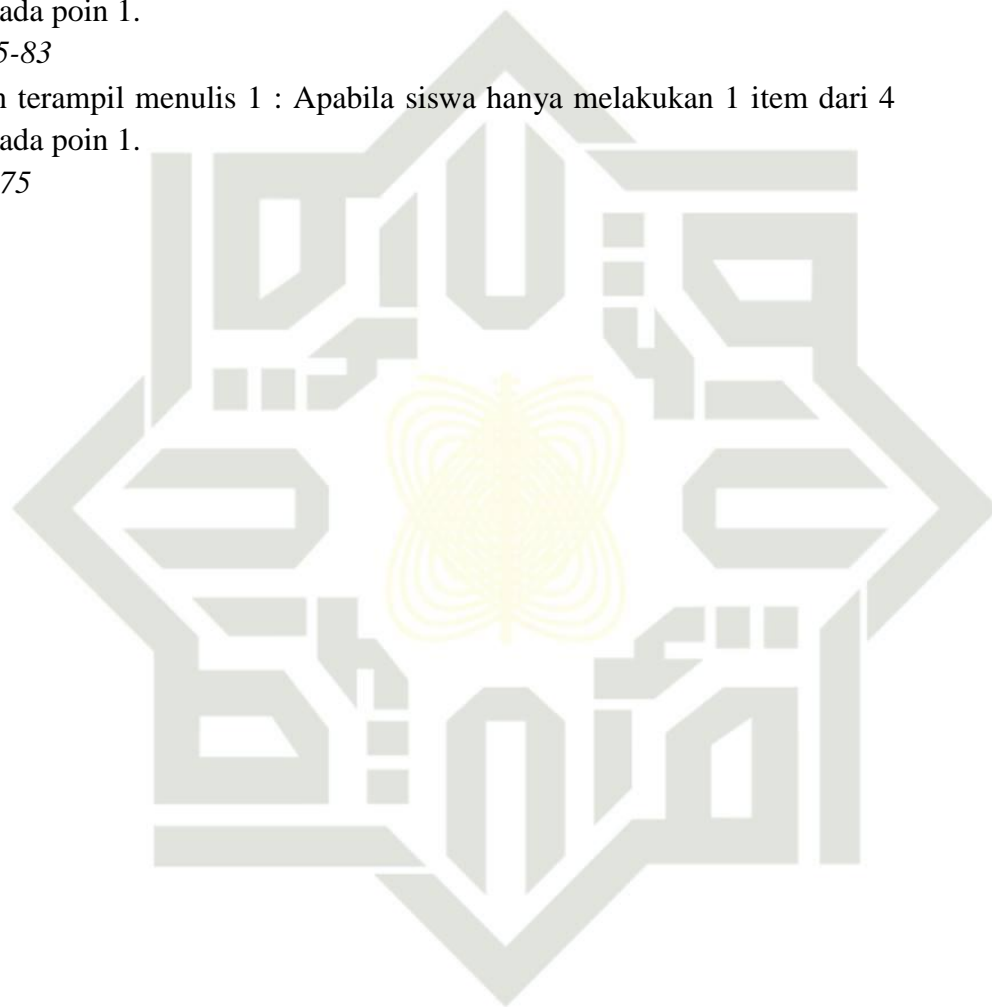 ada poin 1.
5-83
n terampil menulis 1 : Apabila siswa hanya melakukan 1 item dari 4
ada poin 1.
75